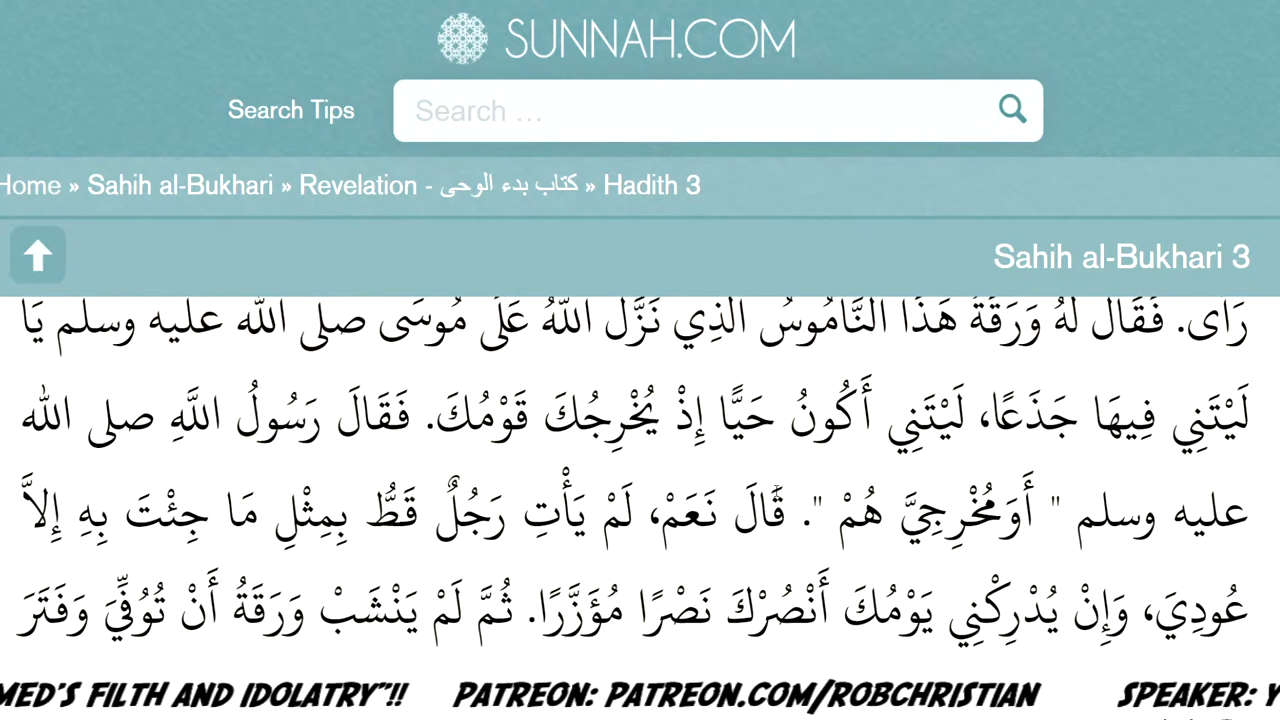 SUNNAH.COM
Search Tips
Search ...
Home » Sahih al-Bukhari » Revelation - كتاب بدء الوحى » Hadith 3
Sahih al-Bukhari 3
رَأَى. فَقَالَ لَهُ وَرَقَةُ هَذَا النَّامُوسُ الَّذِي نَزَّلَ اللَّهُ عَلَى مُوسَى صلى الله عليه وسلم يَا
لَيْتَنِي فِيهَا جَذَعًا، لَيْتَنِي أَكُونُ حَيًّا إِذْ يُخْرِجُكَ قَوْمُكَ. فَقَالَ رَسُولُ اللَّهِ صلى الله
عليه وسلم " أَوَمُخْرِجِيَّ هُمْ ". قَالَ نَعَمْ، لَمْ يَأْتِ رَجُلٌ قَطُّ بِمِثْلِ مَا جِئْتَ بِهِ إِلاَّ
عُودِيَ، وَإِنْ يُدْرِكْنِي يَوْمُكَ أَنْصُرْكَ نَصْرًا مُؤَزَّرًا. ثُمَّ لَمْ يَنْشَبْ وَرَقَةُ أَنْ تُوُفِّيَ وَفَتَرَ
MED'S FILTH AND IDOLATRY"!! PATREON: PATREON.COM/ROBCHRISTIAN SPEAKER: Y